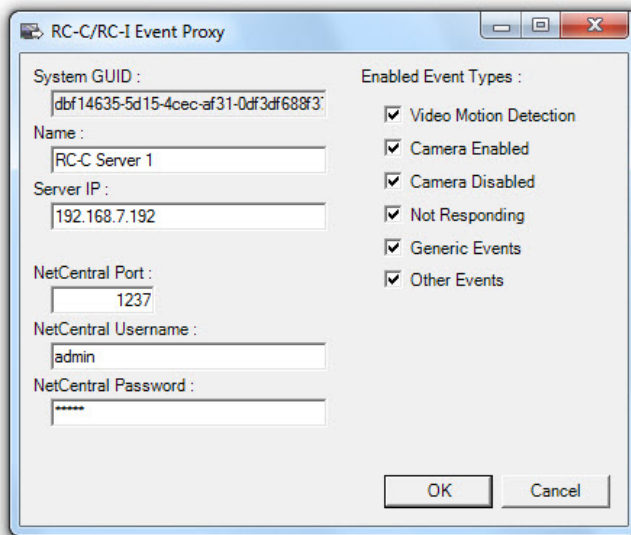 RC-C/RC-I Event Proxy
System GUID :
dbf14635-5d15-4cec-af31-0df3df688f3
Name :
RC-C Server 1
Server IP :
192.168.7.192
NetCentral Port :
1237
NetCentral Username :
admin
NetCentral Password :
*****
Enabled Event Types :
Video Motion Detection
Camera Enabled
Camera Disabled
Not Responding
Generic Events
Other Events
OK
Cancel